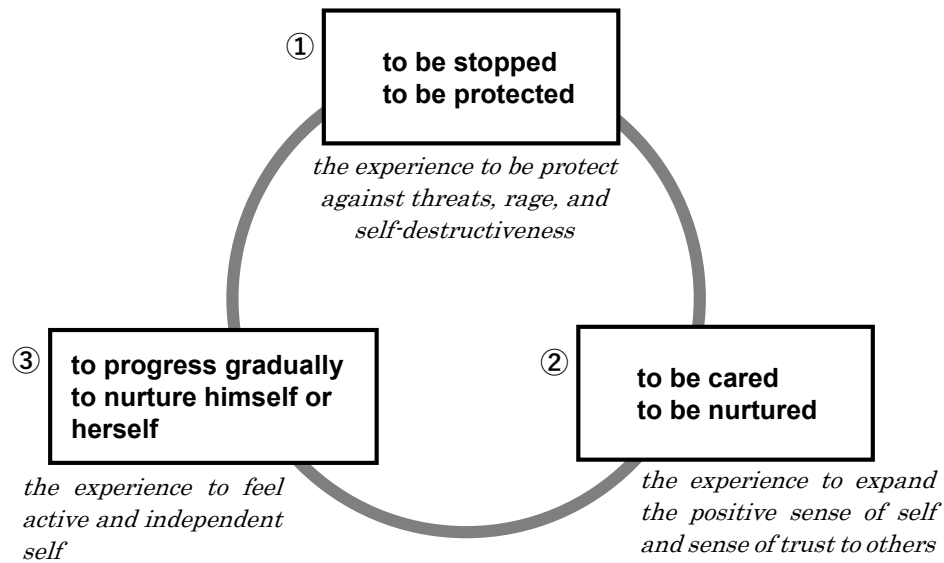 ①
to be stopped
to be protected
the experience to be protect
against threats, rage, and
self-destructiveness
②
to be cared
to be nurtured
the experience to expand
the positive sense of self
and sense of trust to others
③
to progress gradually
to nurture himself or
herself
the experience to feel
active and independent
self